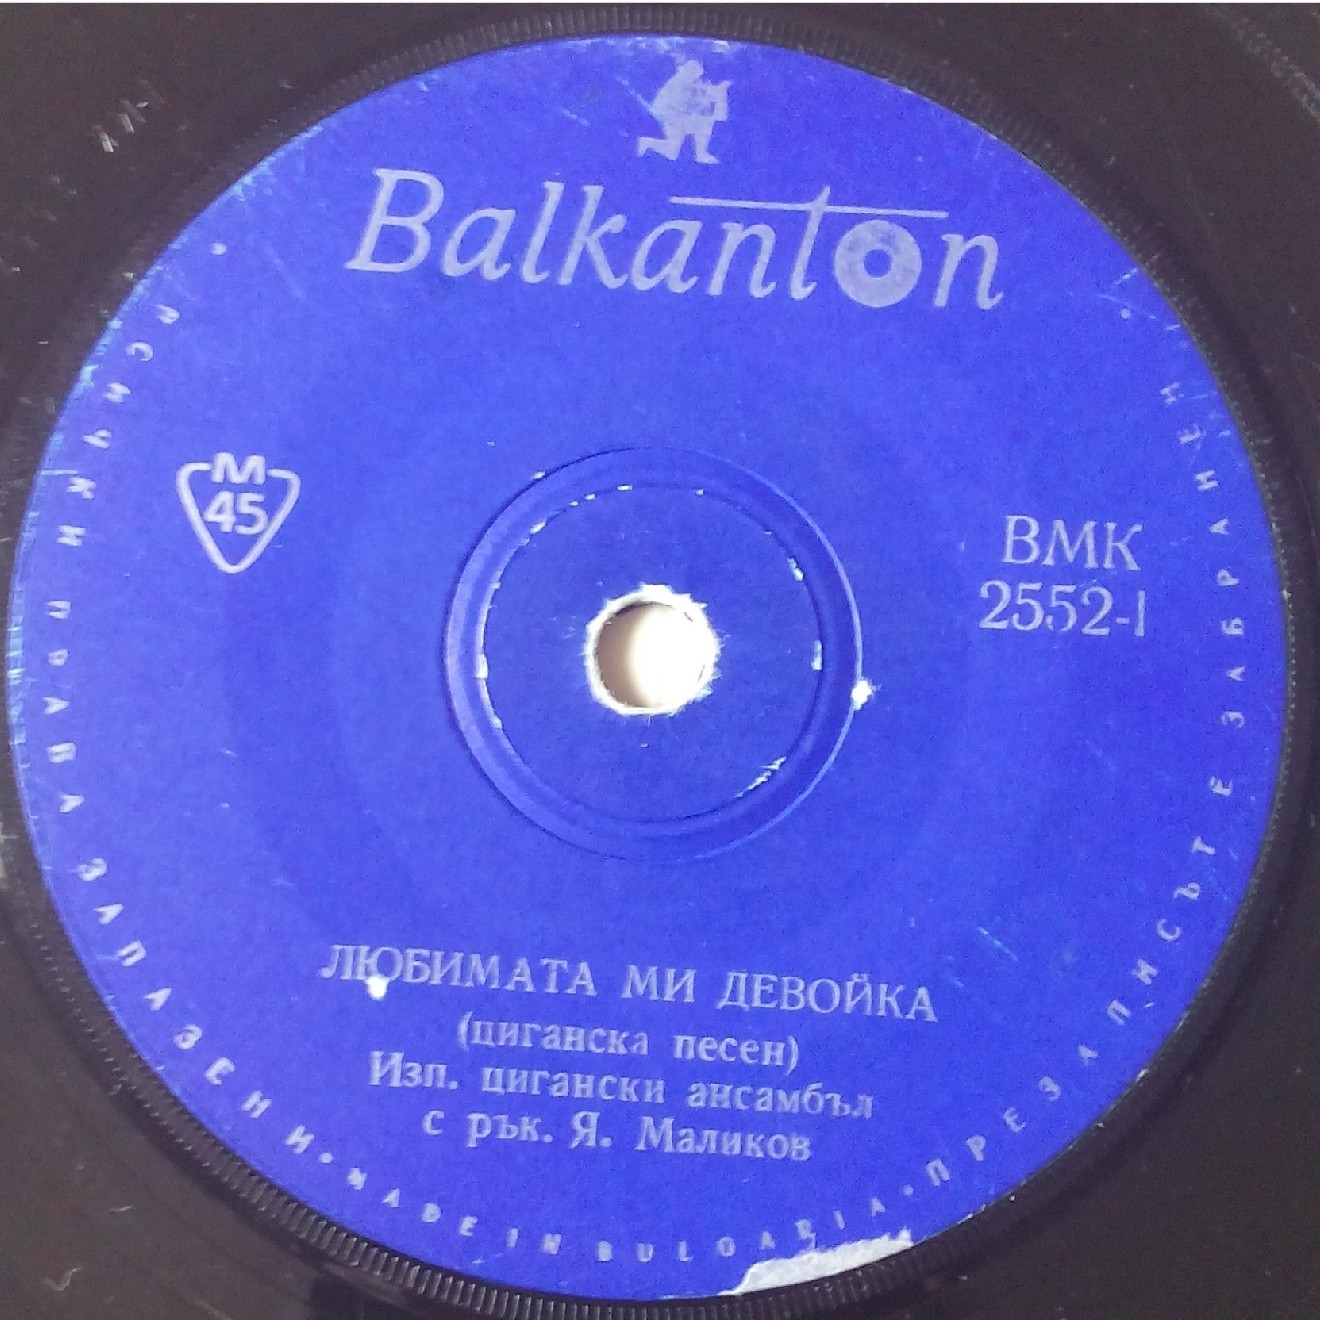 Balkanton
М
45
ВМК
2552-I
ЛЮБИМАТА МИ ДЕВОЙКА
(циганска песен)
Изп. цигански ансамбъл
с рък. Я. Маликов
ВСИЧКИ ПРАВА ЗАПАЗЕНИ • MADE IN BULGARIA • ПРЕЗАПИСЪТ Е ЗАБРАНЕН •